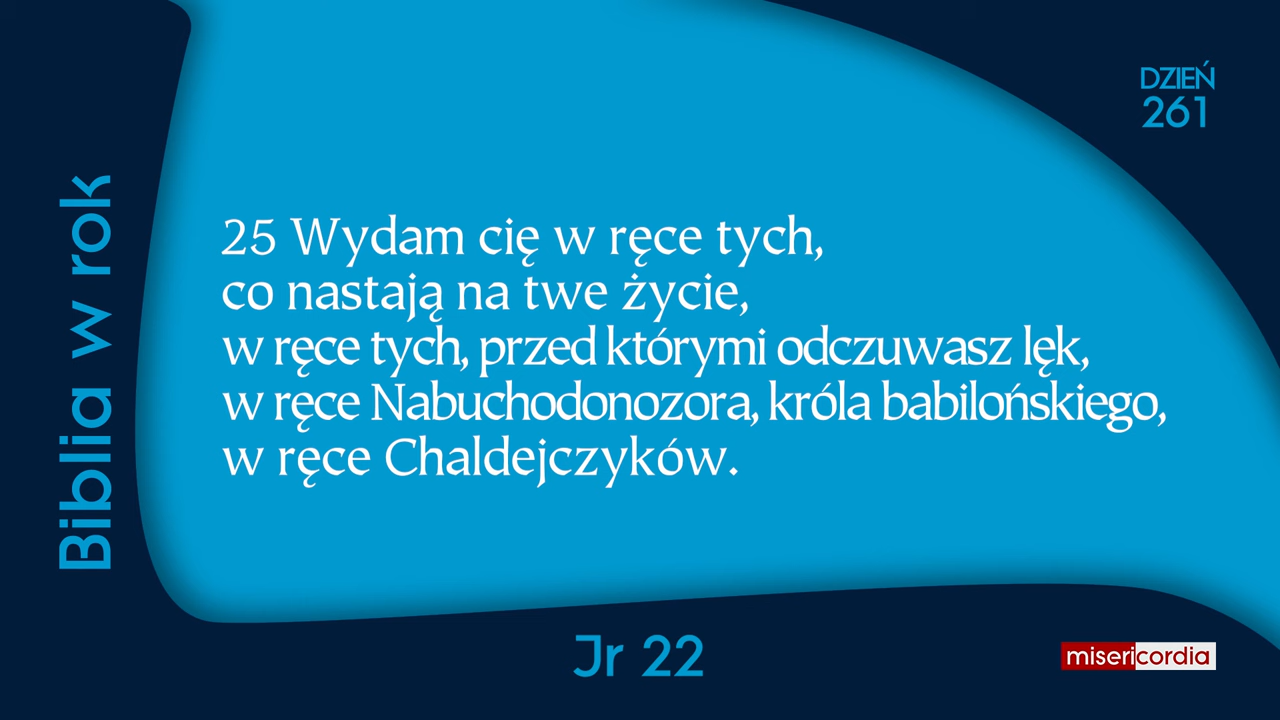 DZIEŃ
261
Biblia w rok
25 Wydam cię w ręce tych,
co nastają na twe życie,
w ręce tych, przed którymi odczuwasz lęk,
w ręce Nabuchodonozora, króla babilońskiego,
w ręce Chaldejczyków.
Jr 22
misericordia